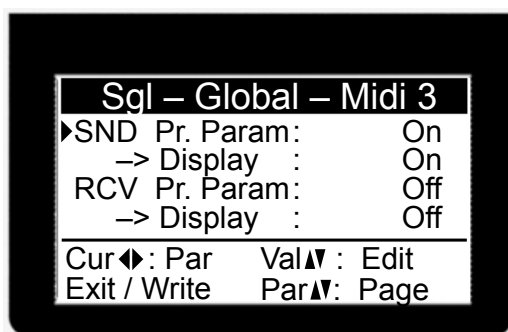 Sgl – Global – Midi 3
SND Pr. Param: On
–> Display : On
RCV Pr. Param: Off
–> Display : Off
Cur: Par Val: Edit
Exit / Write Par: Page